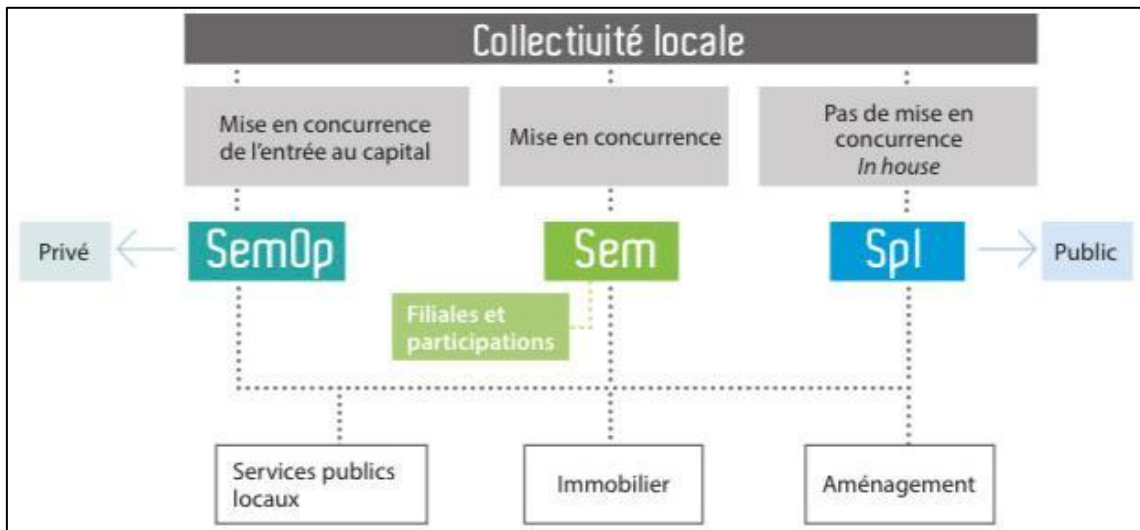 Collectivité locale
Mise en concurrence
de l'entrée au capital
Mise en concurrence
Pas de mise en
concurrence
In house
Privé
SemOp
Sem
Spl
Public
Filiales et
participations
Services publics
locaux
Immobilier
Aménagement